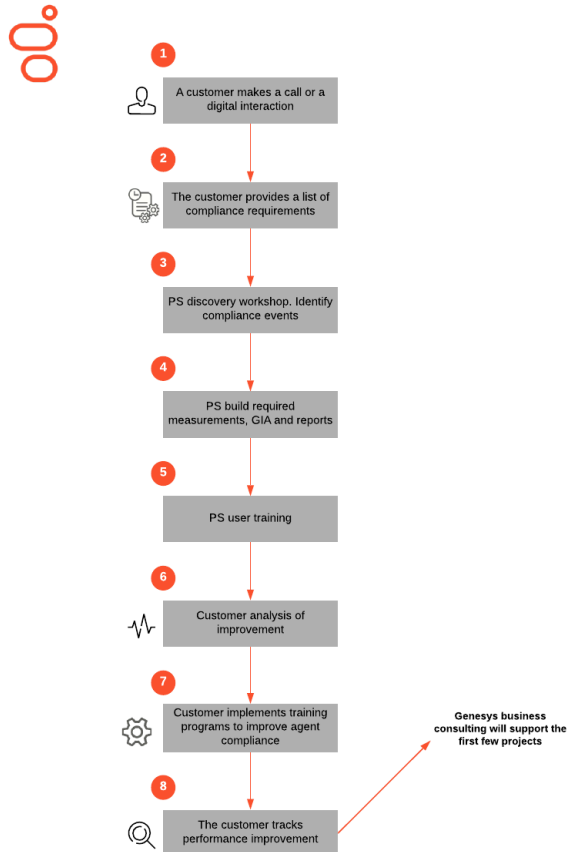 1
A customer makes a call or a
digital interaction
2
The customer provides a list of
compliance requirements
3
PS discovery workshop. Identify
compliance events
4
PS build required
measurements, GIA and reports
5
PS user training
6
Customer analysis of
improvement
7
Customer implements training
programs to improve agent
compliance
Genesys business
consulting will support the
first few projects
8
The customer tracks
performance improvement